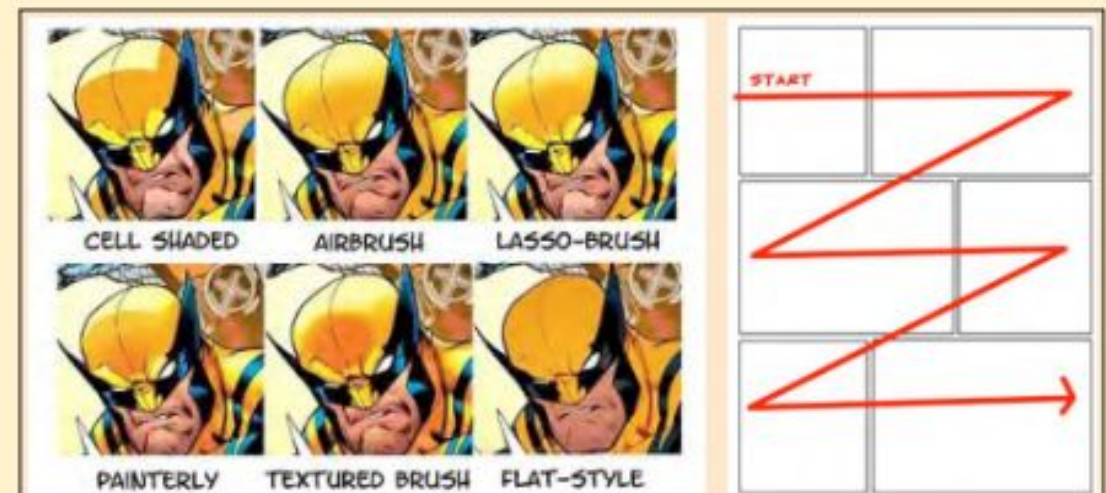 CELL SHADED AIRBRUSH LASSO-BRUSH
PAINTERLY TEXTURED BRUSH FLAT-STYLE
START